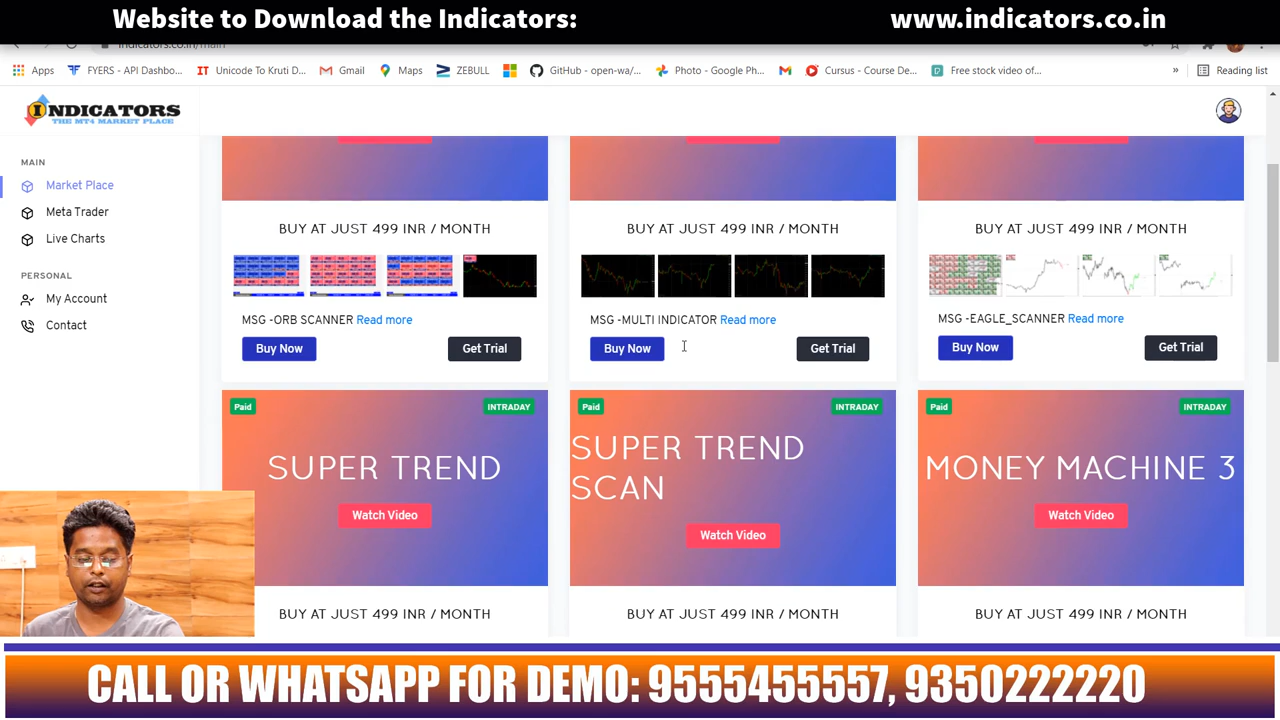 Website to Download the Indicators: www.indicators.co.in
indicators.co.in/main
Apps FYERS - API Dashbo... Unicode To Kruti D... Gmail Maps ZEBULL GitHub - open-wa/... Photo - Google Ph... Cursus - Course De... Free stock video of... » Reading list
INDICATORS
THE MT4 MARKET PLACE
MAIN
Market Place
Meta Trader
Live Charts
PERSONAL
My Account
Contact
BUY AT JUST 499 INR / MONTH
MSG -ORB SCANNER Read more
Buy Now Get Trial
BUY AT JUST 499 INR / MONTH
MSG -MULTI INDICATOR Read more
Buy Now Get Trial
BUY AT JUST 499 INR / MONTH
MSG -EAGLE_SCANNER Read more
Buy Now Get Trial
Paid INTRADAY
SUPER TREND
Watch Video
BUY AT JUST 499 INR / MONTH
Paid INTRADAY
SUPER TREND
SCAN
Watch Video
BUY AT JUST 499 INR / MONTH
Paid INTRADAY
MONEY MACHINE 3
Watch Video
BUY AT JUST 499 INR / MONTH
CALL OR WHATSAPP FOR DEMO: 9555455557, 9350222220